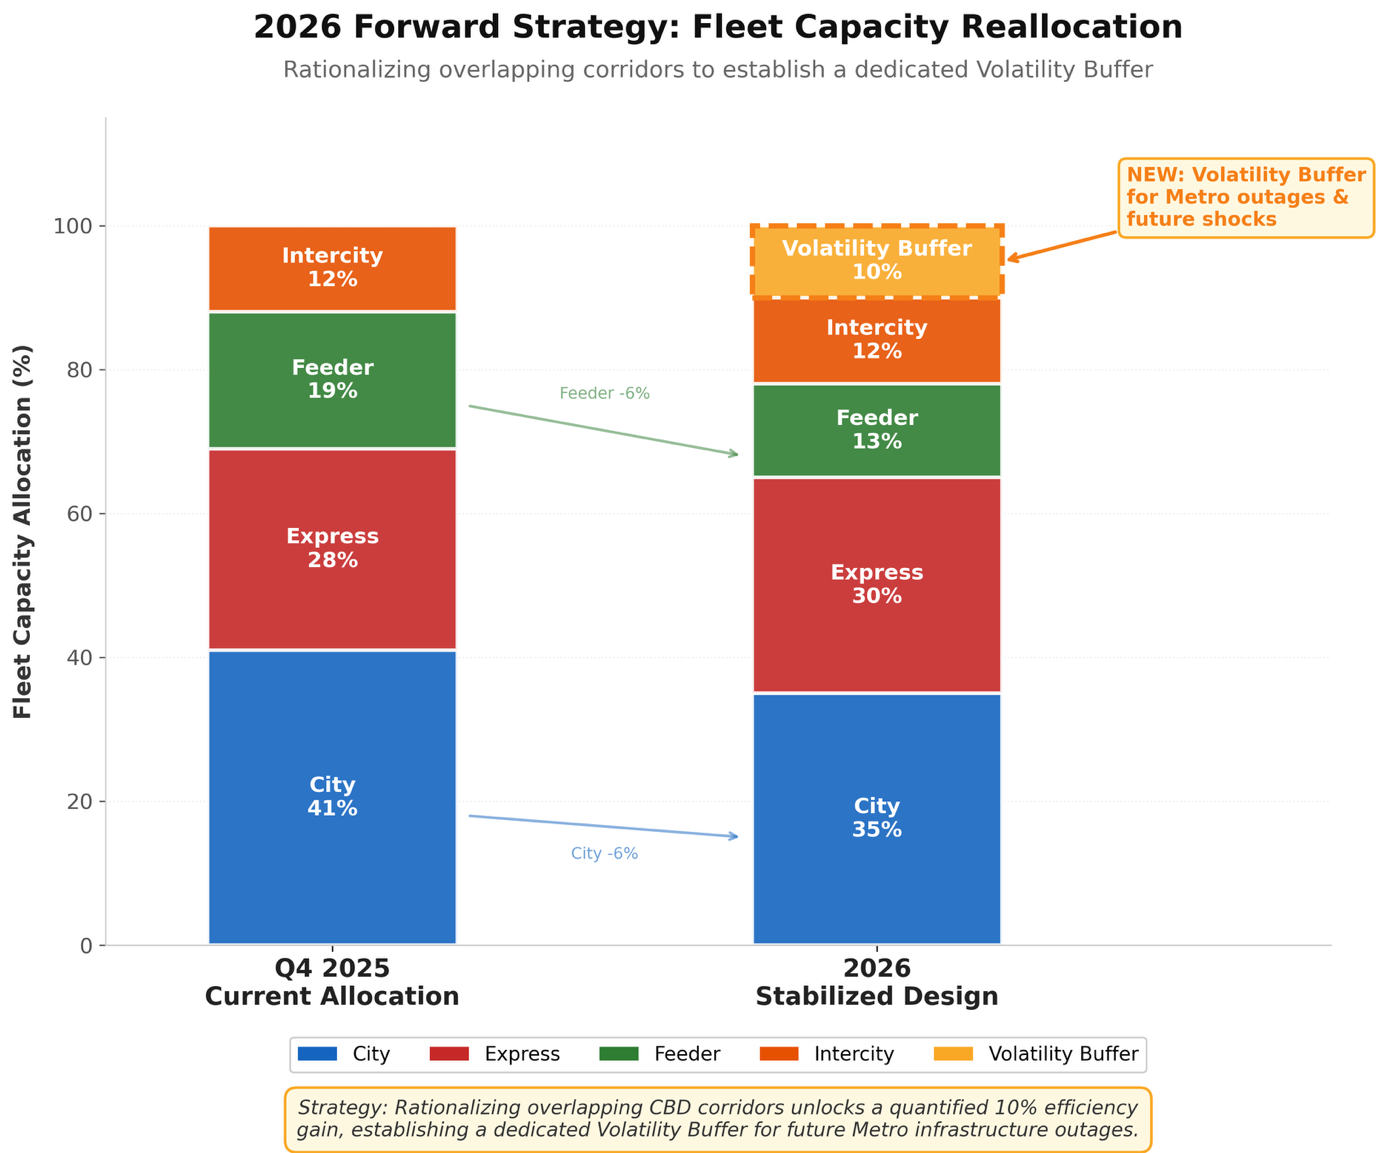 2026 Forward Strategy: Fleet Capacity Reallocation
Rationalizing overlapping corridors to establish a dedicated Volatility Buffer
NEW: Volatility Buffer
for Metro outages &
future shocks
Fleet Capacity Allocation (%)
100
80
60
40
20
0
Intercity
12%
Feeder
19%
Express
28%
City
41%
Feeder -6%
City -6%
Volatility Buffer
10%
Intercity
12%
Feeder
13%
Express
30%
City
35%
Q4 2025
Current Allocation
2026
Stabilized Design
City
Express
Feeder
Intercity
Volatility Buffer
Strategy: Rationalizing overlapping CBD corridors unlocks a quantified 10% efficiency
gain, establishing a dedicated Volatility Buffer for future Metro infrastructure outages.